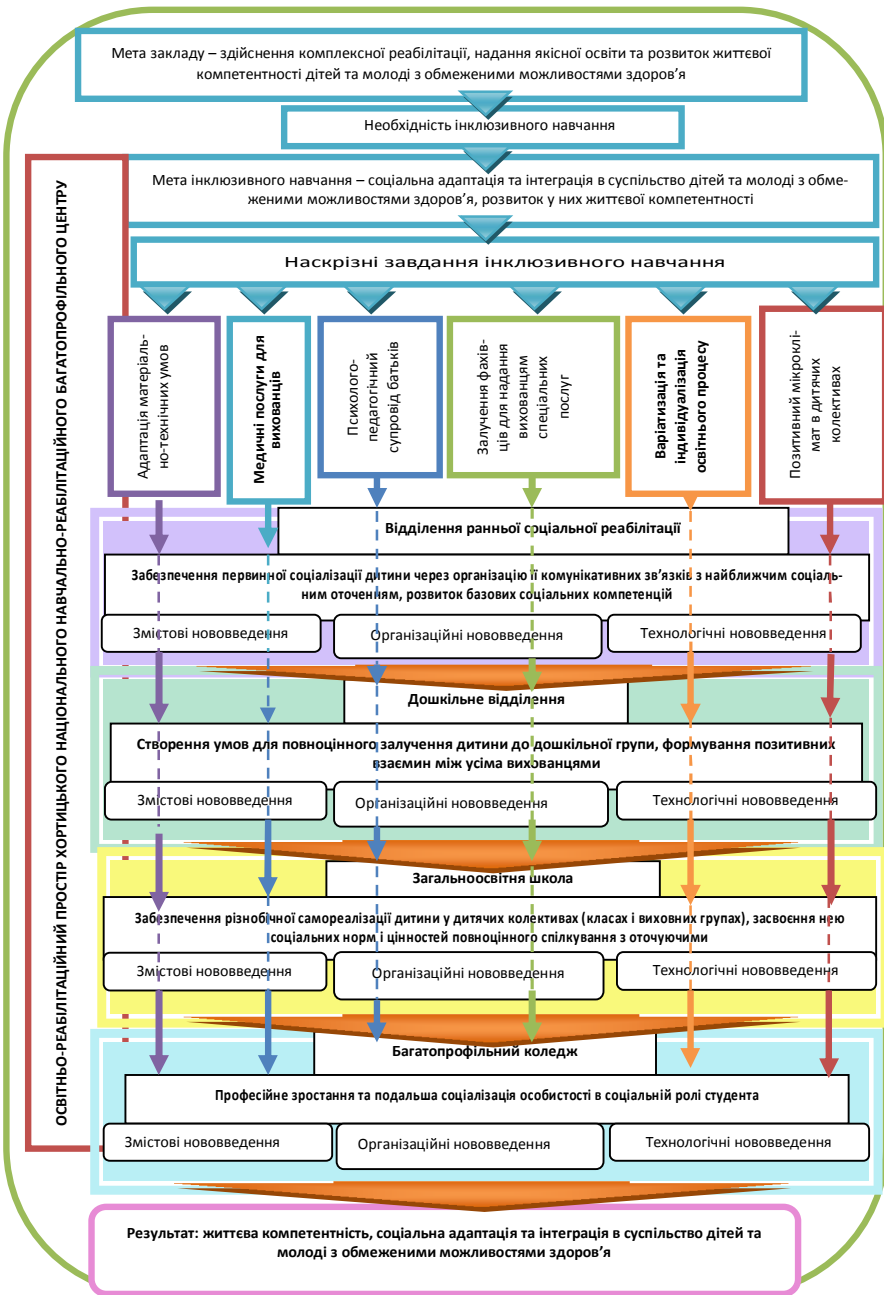 Мета закладу – здійснення комплексної реабілітації, надання якісної освіти та розвиток життєвої
компетентності дітей та молоді з обмеженими можливостями здоров’я
Необхідність інклюзивного навчання
Мета інклюзивного навчання – соціальна адаптація та інтеграція в суспільство дітей та молоді з обме-
женими можливостями здоров’я, розвиток у них життєвої компетентності
Наскрізні завдання інклюзивного навчання
ОСВІТНЬО-РЕАБІЛІТАЦІЙНИЙ ПРОСТІР ХОРТИЦЬКОГО НАЦІОНАЛЬНОГО НАВЧАЛЬНО-РЕАБІЛІТАЦІЙНОГО БАГАТОПРОФІЛЬНОГО ЦЕНТРУ
Адаптація матеріаль-
но-технічних умов
Медичні послуги для
вихованців
Психолого-
педагогічний
супровід батьків
Залучення фахів-
ців для надання
вихованцям
спеціальних
послуг
Варіатизація та
індивідуалізація
освітнього процесу
Позитивний мікроклі-
мат в дитячих
колективах
Відділення ранньої соціальної реабілітації
Забезпечення первинної соціалізації дитини через організацію її комунікативних зв’язків з найближчим соціаль-
ним оточенням, розвиток базових соціальних компетенцій
Змістові нововведення
Організаційні нововведення
Технологічні нововведення
Дошкільне відділення
Створення умов для повноцінного залучення дитини до дошкільної групи, формування позитивних
взаємин між усіма вихованцями
Змістові нововведення
Організаційні нововведення
Технологічні нововведення
Загальноосвітня школа
Забезпечення різнобічної самореалізації дитини у дитячих колективах (класах і виховних групах), засвоєння нею
соціальних норм і цінностей повноцінного спілкування з оточуючими
Змістові нововведення
Організаційні нововведення
Технологічні нововведення
Багатопрофільний коледж
Професійне зростання та подальша соціалізація особистості в соціальній ролі студента
Змістові нововведення
Організаційні нововведення
Технологічні нововведення
Результат: життєва компетентність, соціальна адаптація та інтеграція в суспільство дітей та
молоді з обмеженими можливостями здоров’я